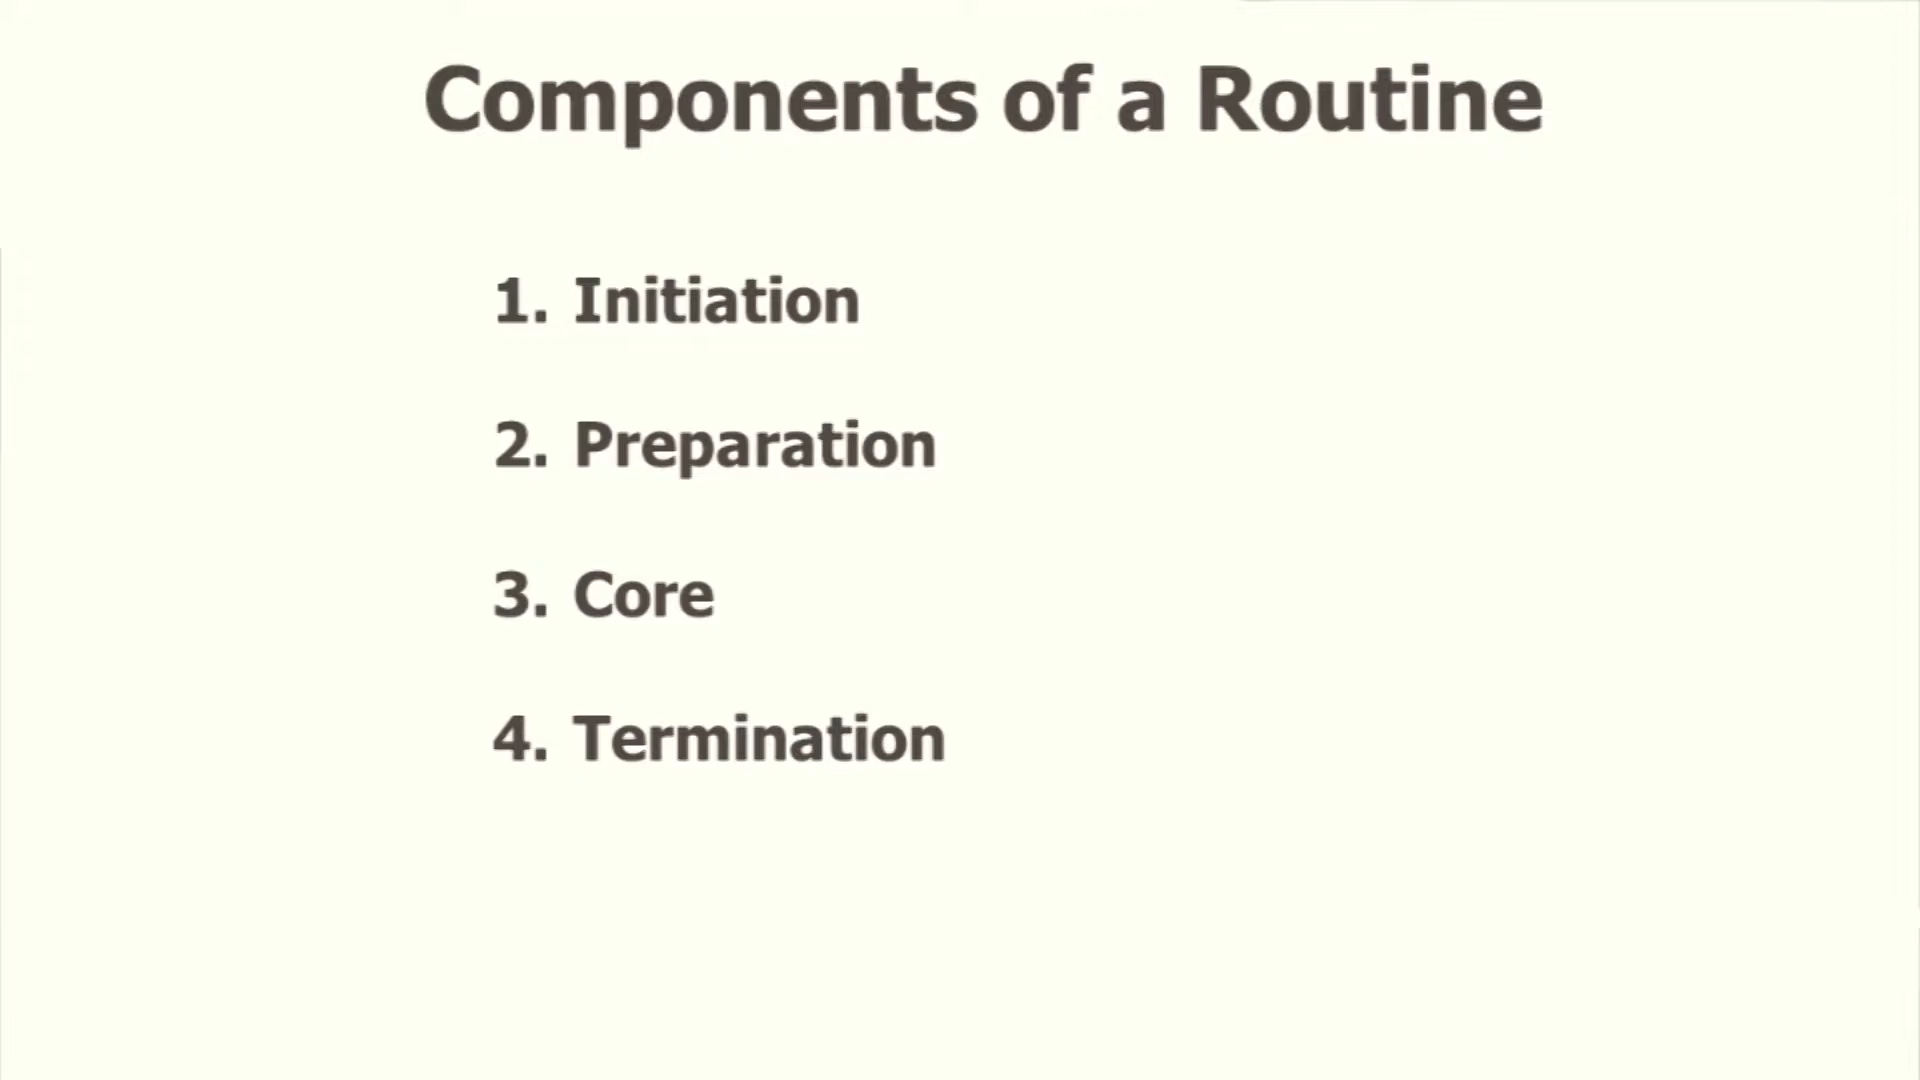 Components of a Routine
1. Initiation
2. Preparation
3. Core
4. Termination